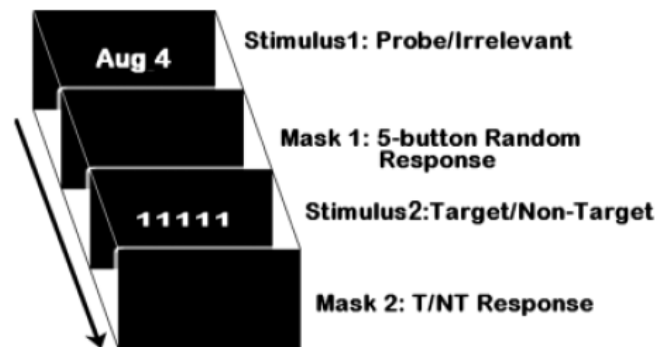 Aug 4
Stimulus1: Probe/Irrelevant
Mask 1: 5-button Random
Response
11111
Stimulus2:Target/Non-Target
Mask 2: T/NT Response